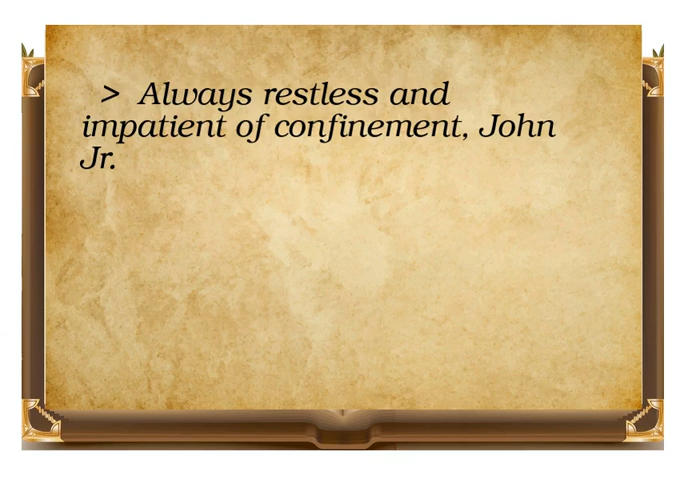 > Always restless and
impatient of confinement, John
Jr.